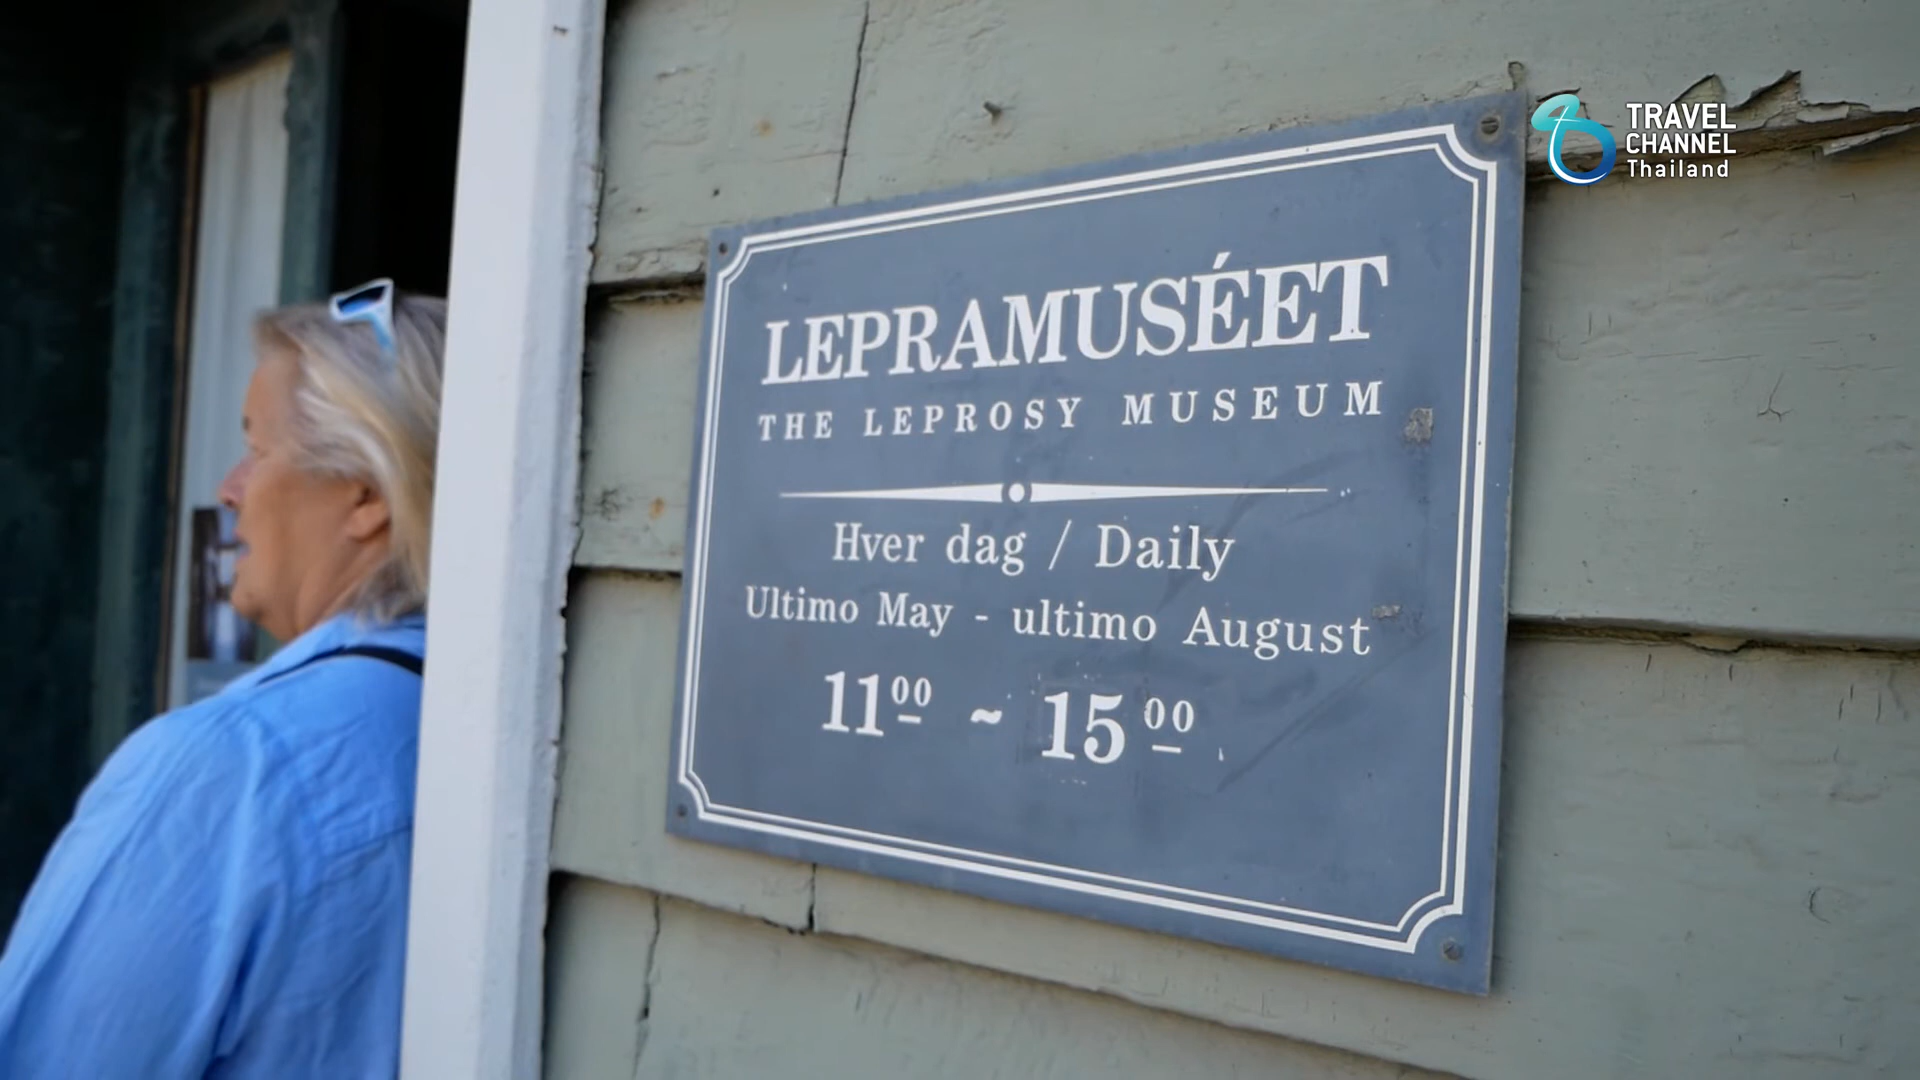 TRAVEL
CHANNEL
Thailand
LEPRAMUSÉET
THE LEPROSY MUSEUM
Hver dag / Daily
Ultimo May - ultimo August
1100 ~ 1500